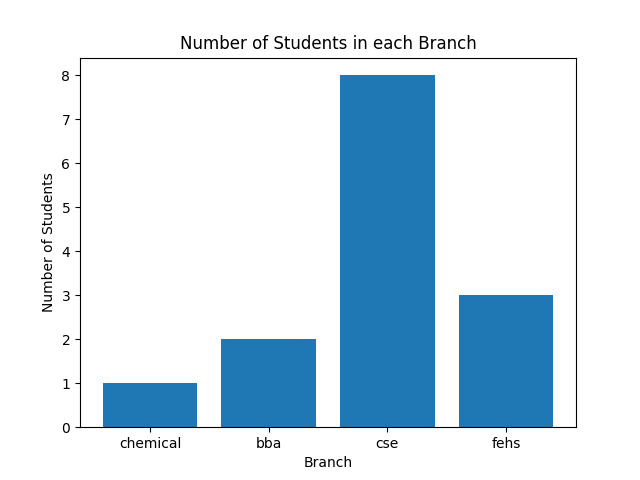 Number of Students in each Branch
8
7
6
5
4
3
2
1
0
Number of Students
chemical bba cse fehs
Branch